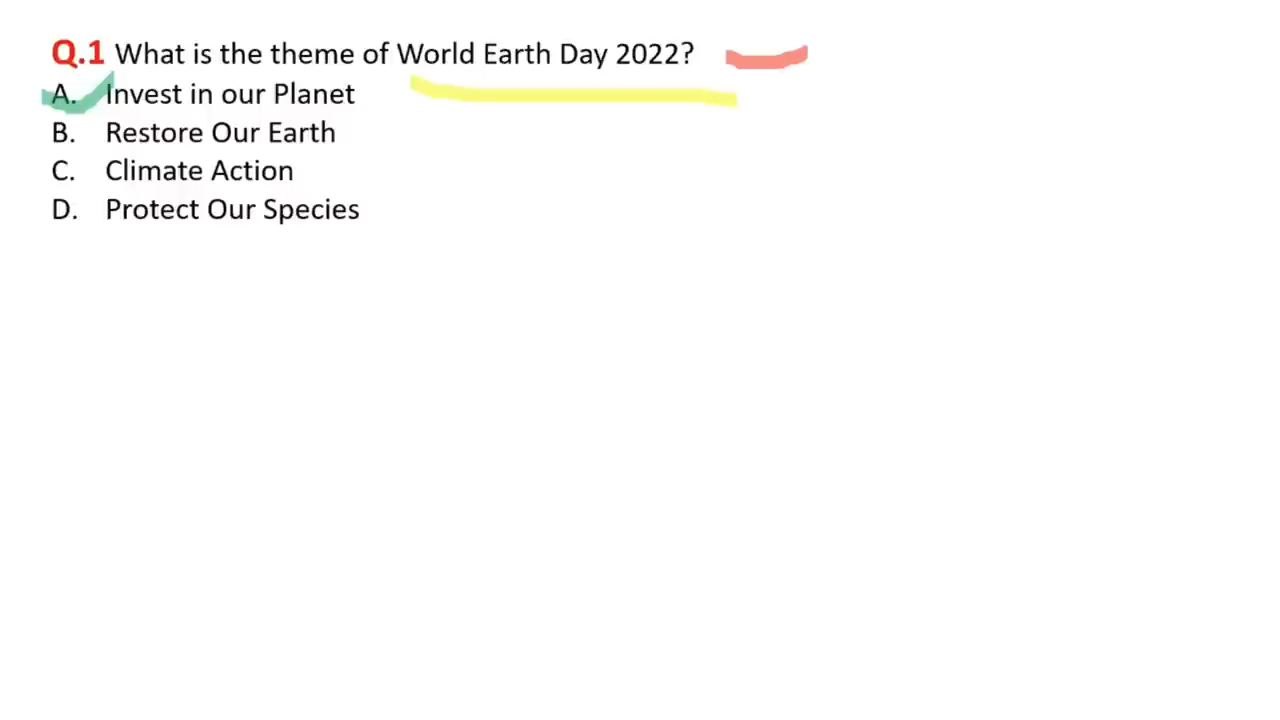 Q.1 What is the theme of World Earth Day 2022?
A. Invest in our Planet
B. Restore Our Earth
C. Climate Action
D. Protect Our Species